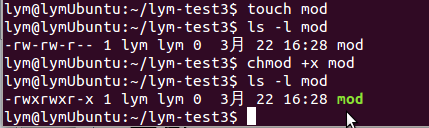 lym@lymUbuntu:~/lym-test3$ touch mod
lym@lymUbuntu:~/lym-test3$ ls -l mod
-rw-rw-r-- 1 lym lym 0  3月  22 16:28 mod
lym@lymUbuntu:~/lym-test3$ chmod +x mod
lym@lymUbuntu:~/lym-test3$ ls -l mod
-rwxrwxr-x 1 lym lym 0  3月  22 16:28 mod
lym@lymUbuntu:~/lym-test3$